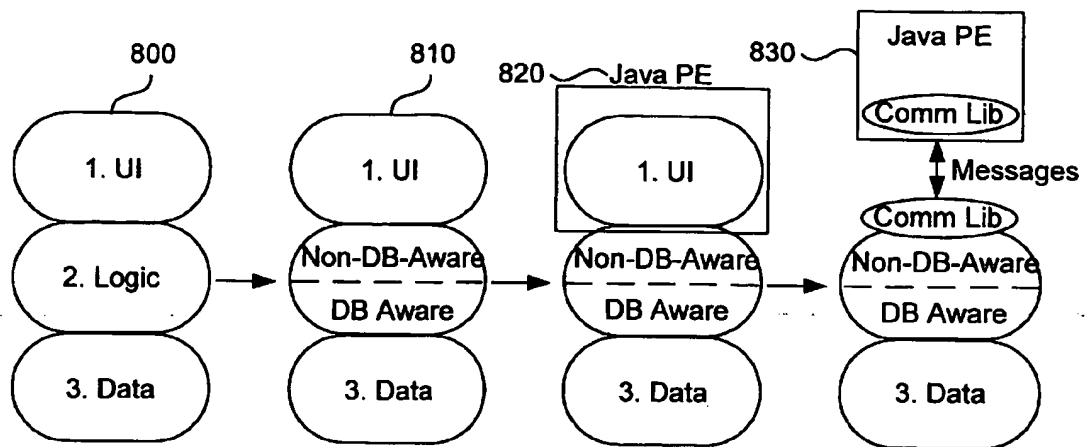 800
1. UI
2. Logic
3. Data
810
1. UI
Non-DB-Aware
DB Aware
3. Data
820
Java PE
1. UI
Non-DB-Aware
DB Aware
3. Data
830
Java PE
Comm Lib
Messages
Comm Lib
Non-DB-Aware
DB Aware
3. Data